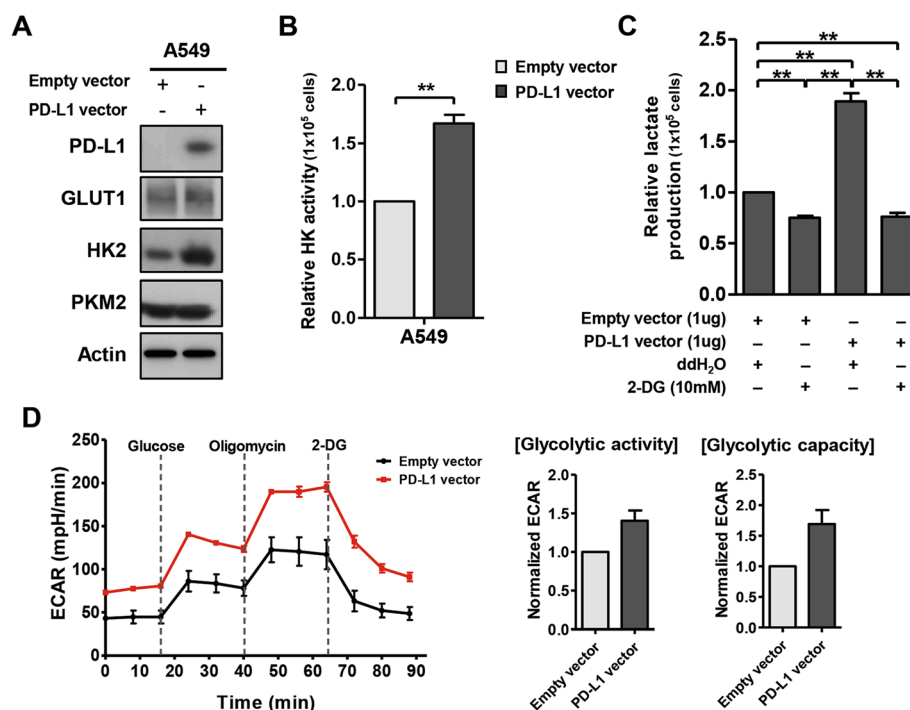 A
A549
Empty vector + –
PD-L1 vector – +
PD-L1
GLUT1
HK2
PKM2
Actin
B
Relative HK activity (1x10⁵ cells)
2.0
1.5
1.0
0.5
0.0
**
A549
Empty vector
PD-L1 vector
C
Relative lactate
production (1x10⁵ cells)
2.5
2.0
1.5
1.0
0.5
0.0
**
** **
** ** **
Empty vector (1ug) + + – –
PD-L1 vector (1ug) – – + +
ddH₂O + – + –
2-DG (10mM) – + – +
D
ECAR (mpH/min)
250
200
150
100
50
0
Glucose Oligomycin 2-DG
Empty vector
PD-L1 vector
0 10 20 30 40 50 60 70 80 90
Time (min)
[Glycolytic activity]
Normalized ECAR
2.0
1.5
1.0
0.5
0.0
Empty vector
PD-L1 vector
[Glycolytic capacity]
Normalized ECAR
2.5
2.0
1.5
1.0
0.5
0.0
Empty vector
PD-L1 vector